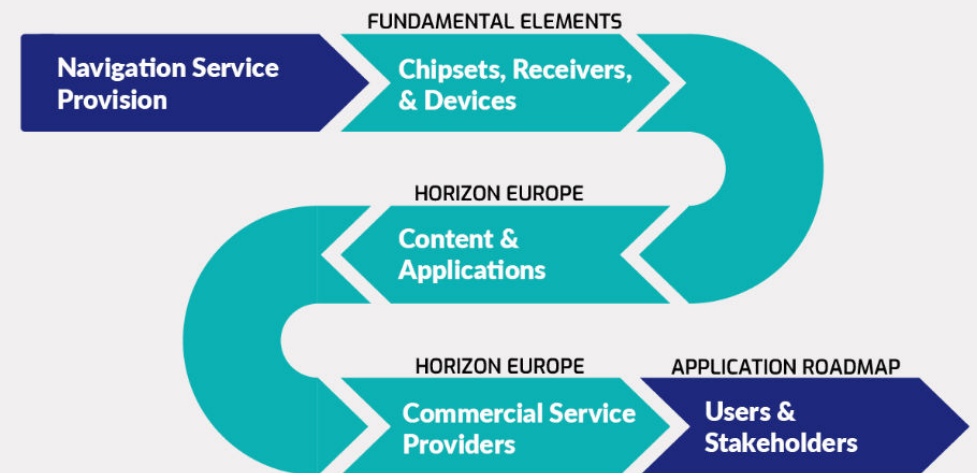 FUNDAMENTAL ELEMENTS
Navigation Service
Provision
Chipsets, Receivers,
& Devices
HORIZON EUROPE
Content &
Applications
HORIZON EUROPE
Commercial Service
Providers
APPLICATION ROADMAP
Users &
Stakeholders